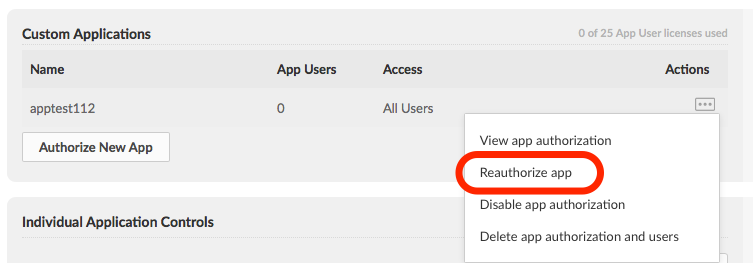 Custom Applications
0 of 25 App User licenses used
Name App Users Access Actions
apptest112 0 All Users
View app authorization
Authorize New App
Reauthorize app
Disable app authorization
Individual Application Controls
Delete app authorization and users